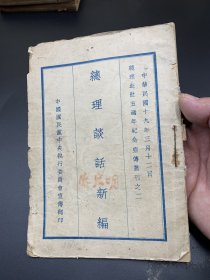 中華民國十九年三月十二日
總理逝世五週年紀念宣傳叢刊之二
總理談話新編
中國國民黨中央執行委員會宣傳部印